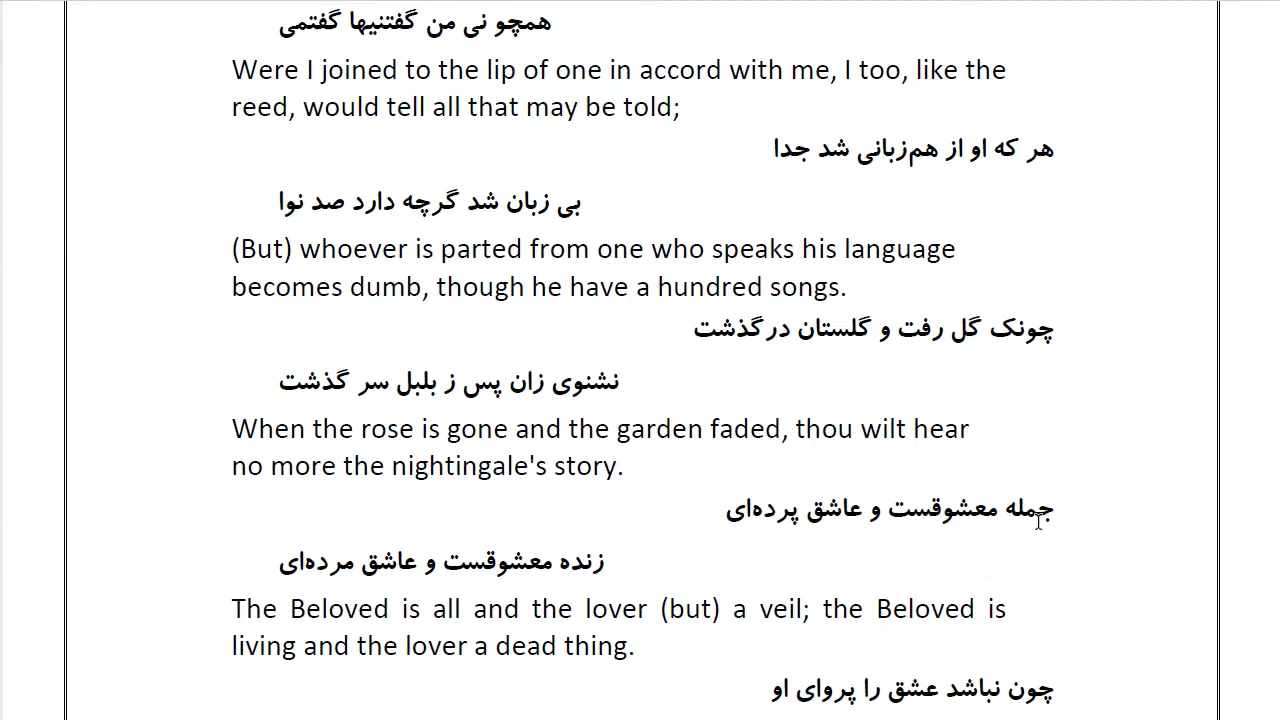 همچو نی من گفتنیها گفتمی
Were I joined to the lip of one in accord with me, I too, like the
reed, would tell all that may be told;
هر که او از هم‌زبانی شد جدا
بی زبان شد گرچه دارد صد نوا
(But) whoever is parted from one who speaks his language
becomes dumb, though he have a hundred songs.
چونک گل رفت و گلستان درگذشت
نشنوی زان پس ز بلبل سر گذشت
When the rose is gone and the garden faded, thou wilt hear
no more the nightingale's story.
جمله معشوقست و عاشق پرده‌ای
زنده معشوقست و عاشق مرده‌ای
The Beloved is all and the lover (but) a veil; the Beloved is
living and the lover a dead thing.
چون نباشد عشق را پروای او